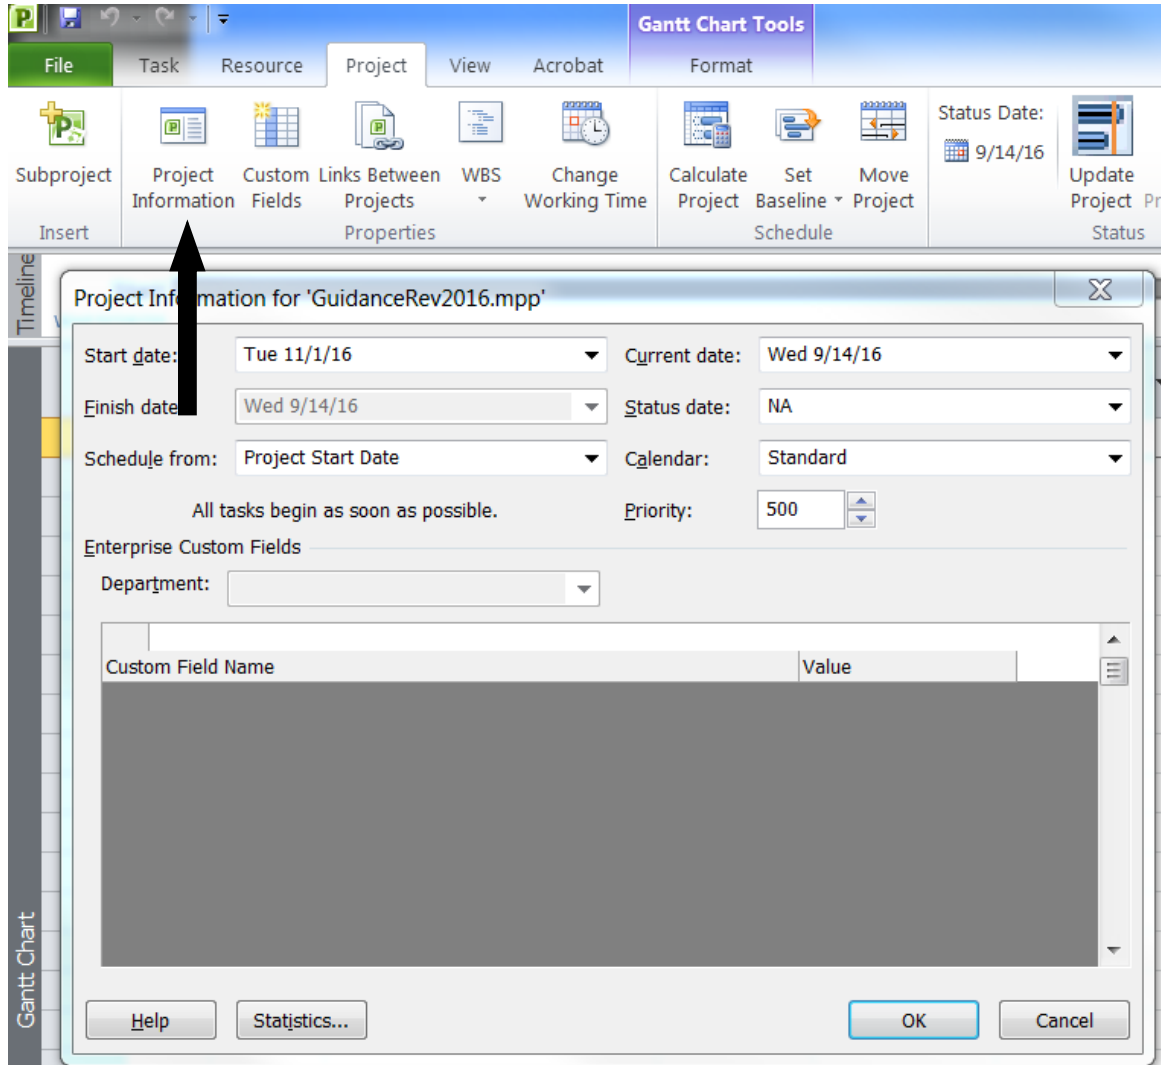 Gantt Chart Tools
File Task Resource Project View Acrobat Format
Subproject
Project Information
Custom Fields
Links Between Projects
WBS
Change Working Time
Calculate Project
Set Baseline
Move Project
Status Date:
9/14/16
Update Project
Pr
Insert Properties Schedule Status
Timeline
Project Information for 'GuidanceRev2016.mpp'
Start date: Tue 11/1/16 Current date: Wed 9/14/16
Finish date Wed 9/14/16 Status date: NA
Schedule from: Project Start Date Calendar: Standard
All tasks begin as soon as possible. Priority: 500
Enterprise Custom Fields
Department:
Custom Field Name Value
Gantt Chart
Help Statistics... OK Cancel